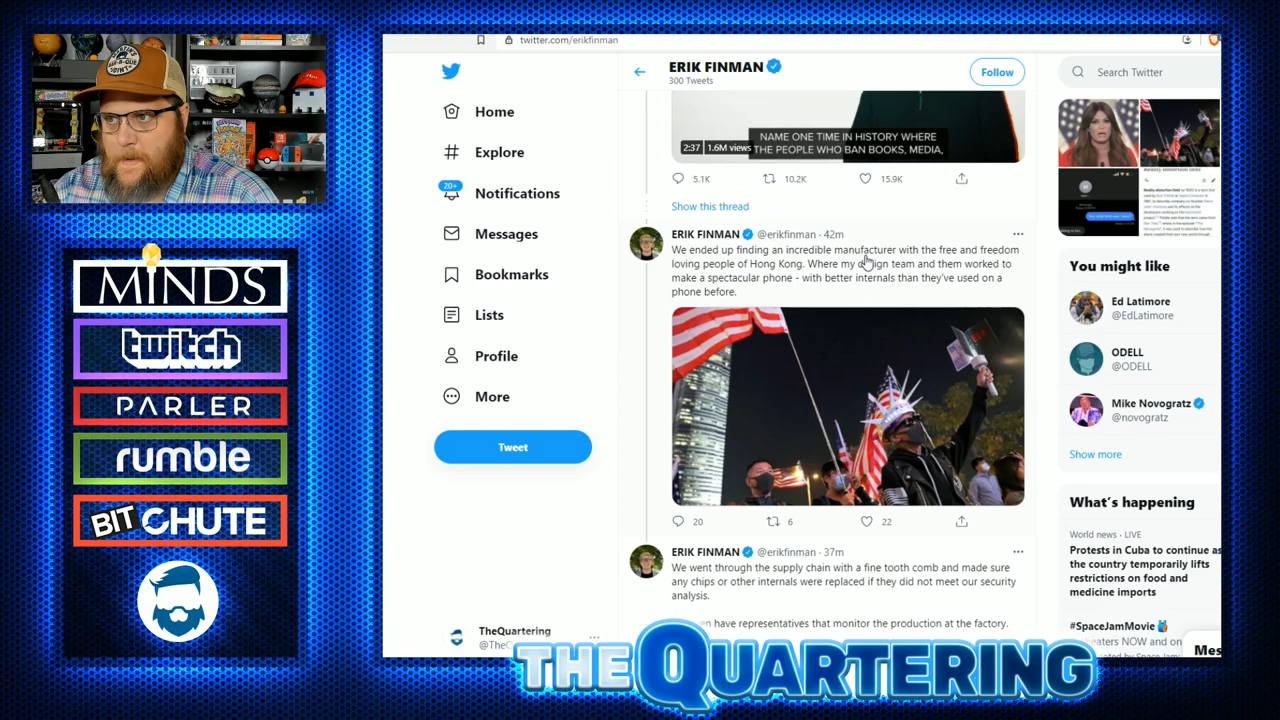 twitter.com/erikfinman
ERIK FINMAN
300 Tweets
Follow
Search Twitter
Home
Explore
20+
Notifications
Messages
Bookmarks
Lists
Profile
More
Tweet
TheQuartering
NAME ONE TIME IN HISTORY WHERE
THE PEOPLE WHO BAN BOOKS, MEDIA,
2:37
1.6M views
5.1K
10.2K
15.9K
Show this thread
ERIK FINMAN @erikfinman · 42m
We ended up finding an incredible manufacturer with the free and freedom
loving people of Hong Kong. Where my design team and them worked to
make a spectacular phone - with better internals than they've used on a
phone before.
20
6
22
ERIK FINMAN @erikfinman · 37m
We went through the supply chain with a fine tooth comb and made sure
any chips or other internals were replaced if they did not meet our security
analysis.
have representatives that monitor the production at the factory.
You might like
Ed Latimore
@EdLatimore
ODELL
@ODELL
Mike Novogratz
@novogratz
Show more
What's happening
World news · LIVE
Protests in Cuba to continue as
the country temporarily lifts
restrictions on food and
medicine imports
#SpaceJamMovie
MINDS
twitch
PARLER
rumble
BITCHUTE
THE QUARTERING